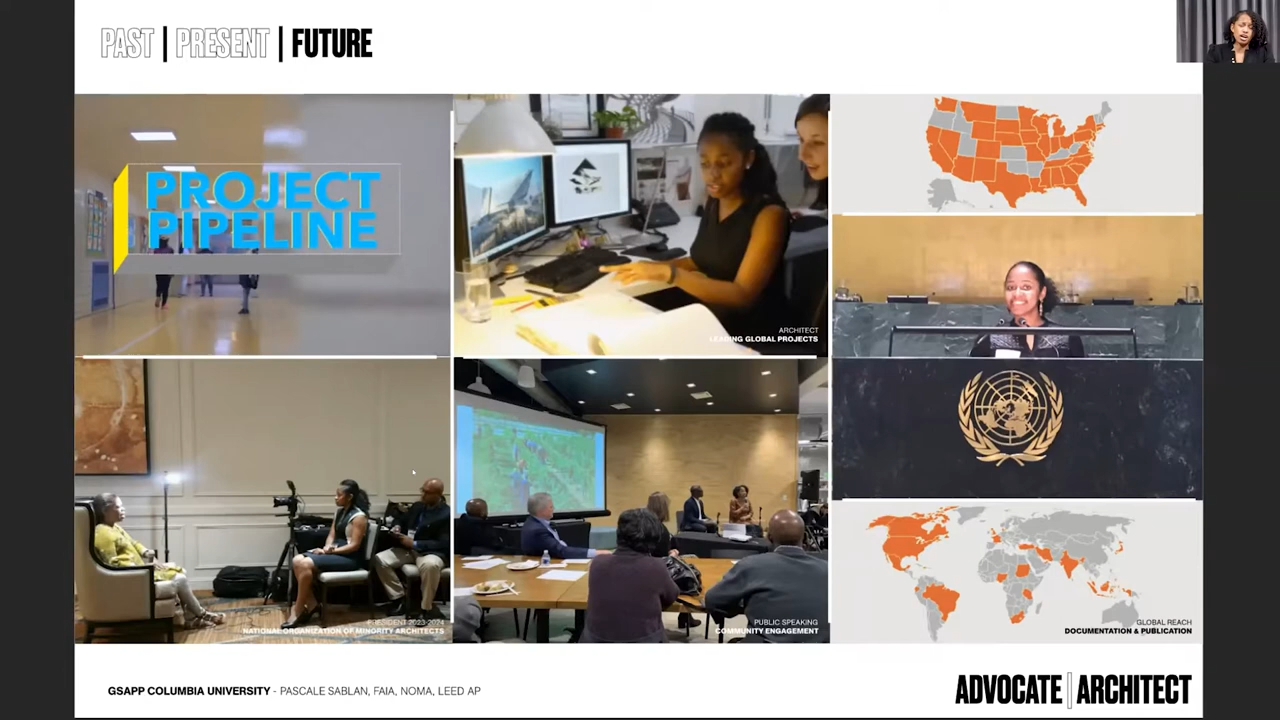 PAST | PRESENT | FUTURE
PROJECT
PIPELINE
ARCHITECT
LEADING GLOBAL PROJECTS
PRESIDENT 2023-2024
NATIONAL ORGANIZATION OF MINORITY ARCHITECTS
PUBLIC SPEAKING
COMMUNITY ENGAGEMENT
GLOBAL REACH
DOCUMENTATION & PUBLICATION
GSAPP COLUMBIA UNIVERSITY - PASCALE SABLAN, FAIA, NOMA, LEED AP
ADVOCATE | ARCHITECT